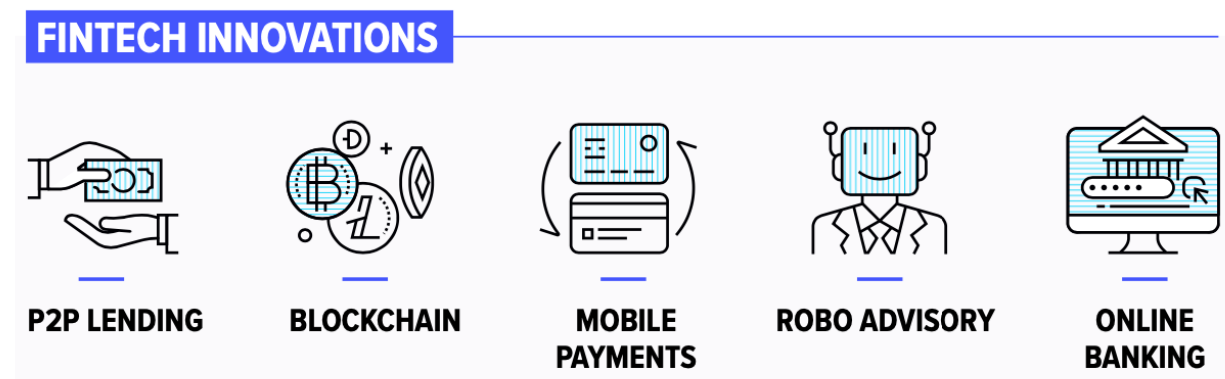 FINTECH INNOVATIONS
P2P LENDING
BLOCKCHAIN
MOBILE
PAYMENTS
ROBO ADVISORY
ONLINE
BANKING